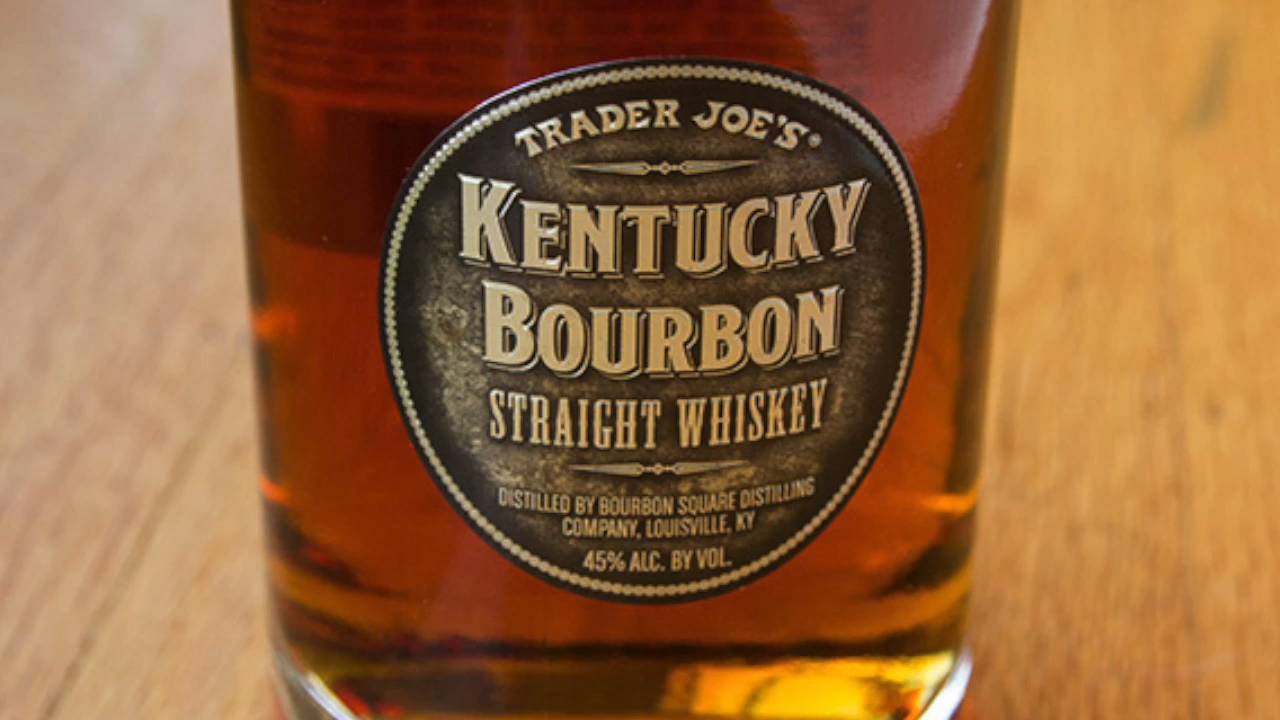 TRADER JOE'S®
KENTUCKY
BOURBON
STRAIGHT WHISKEY
DISTILLED BY BOURBON SQUARE DISTILLING
COMPANY, LOUISVILLE, KY
45% ALC. BY VOL.